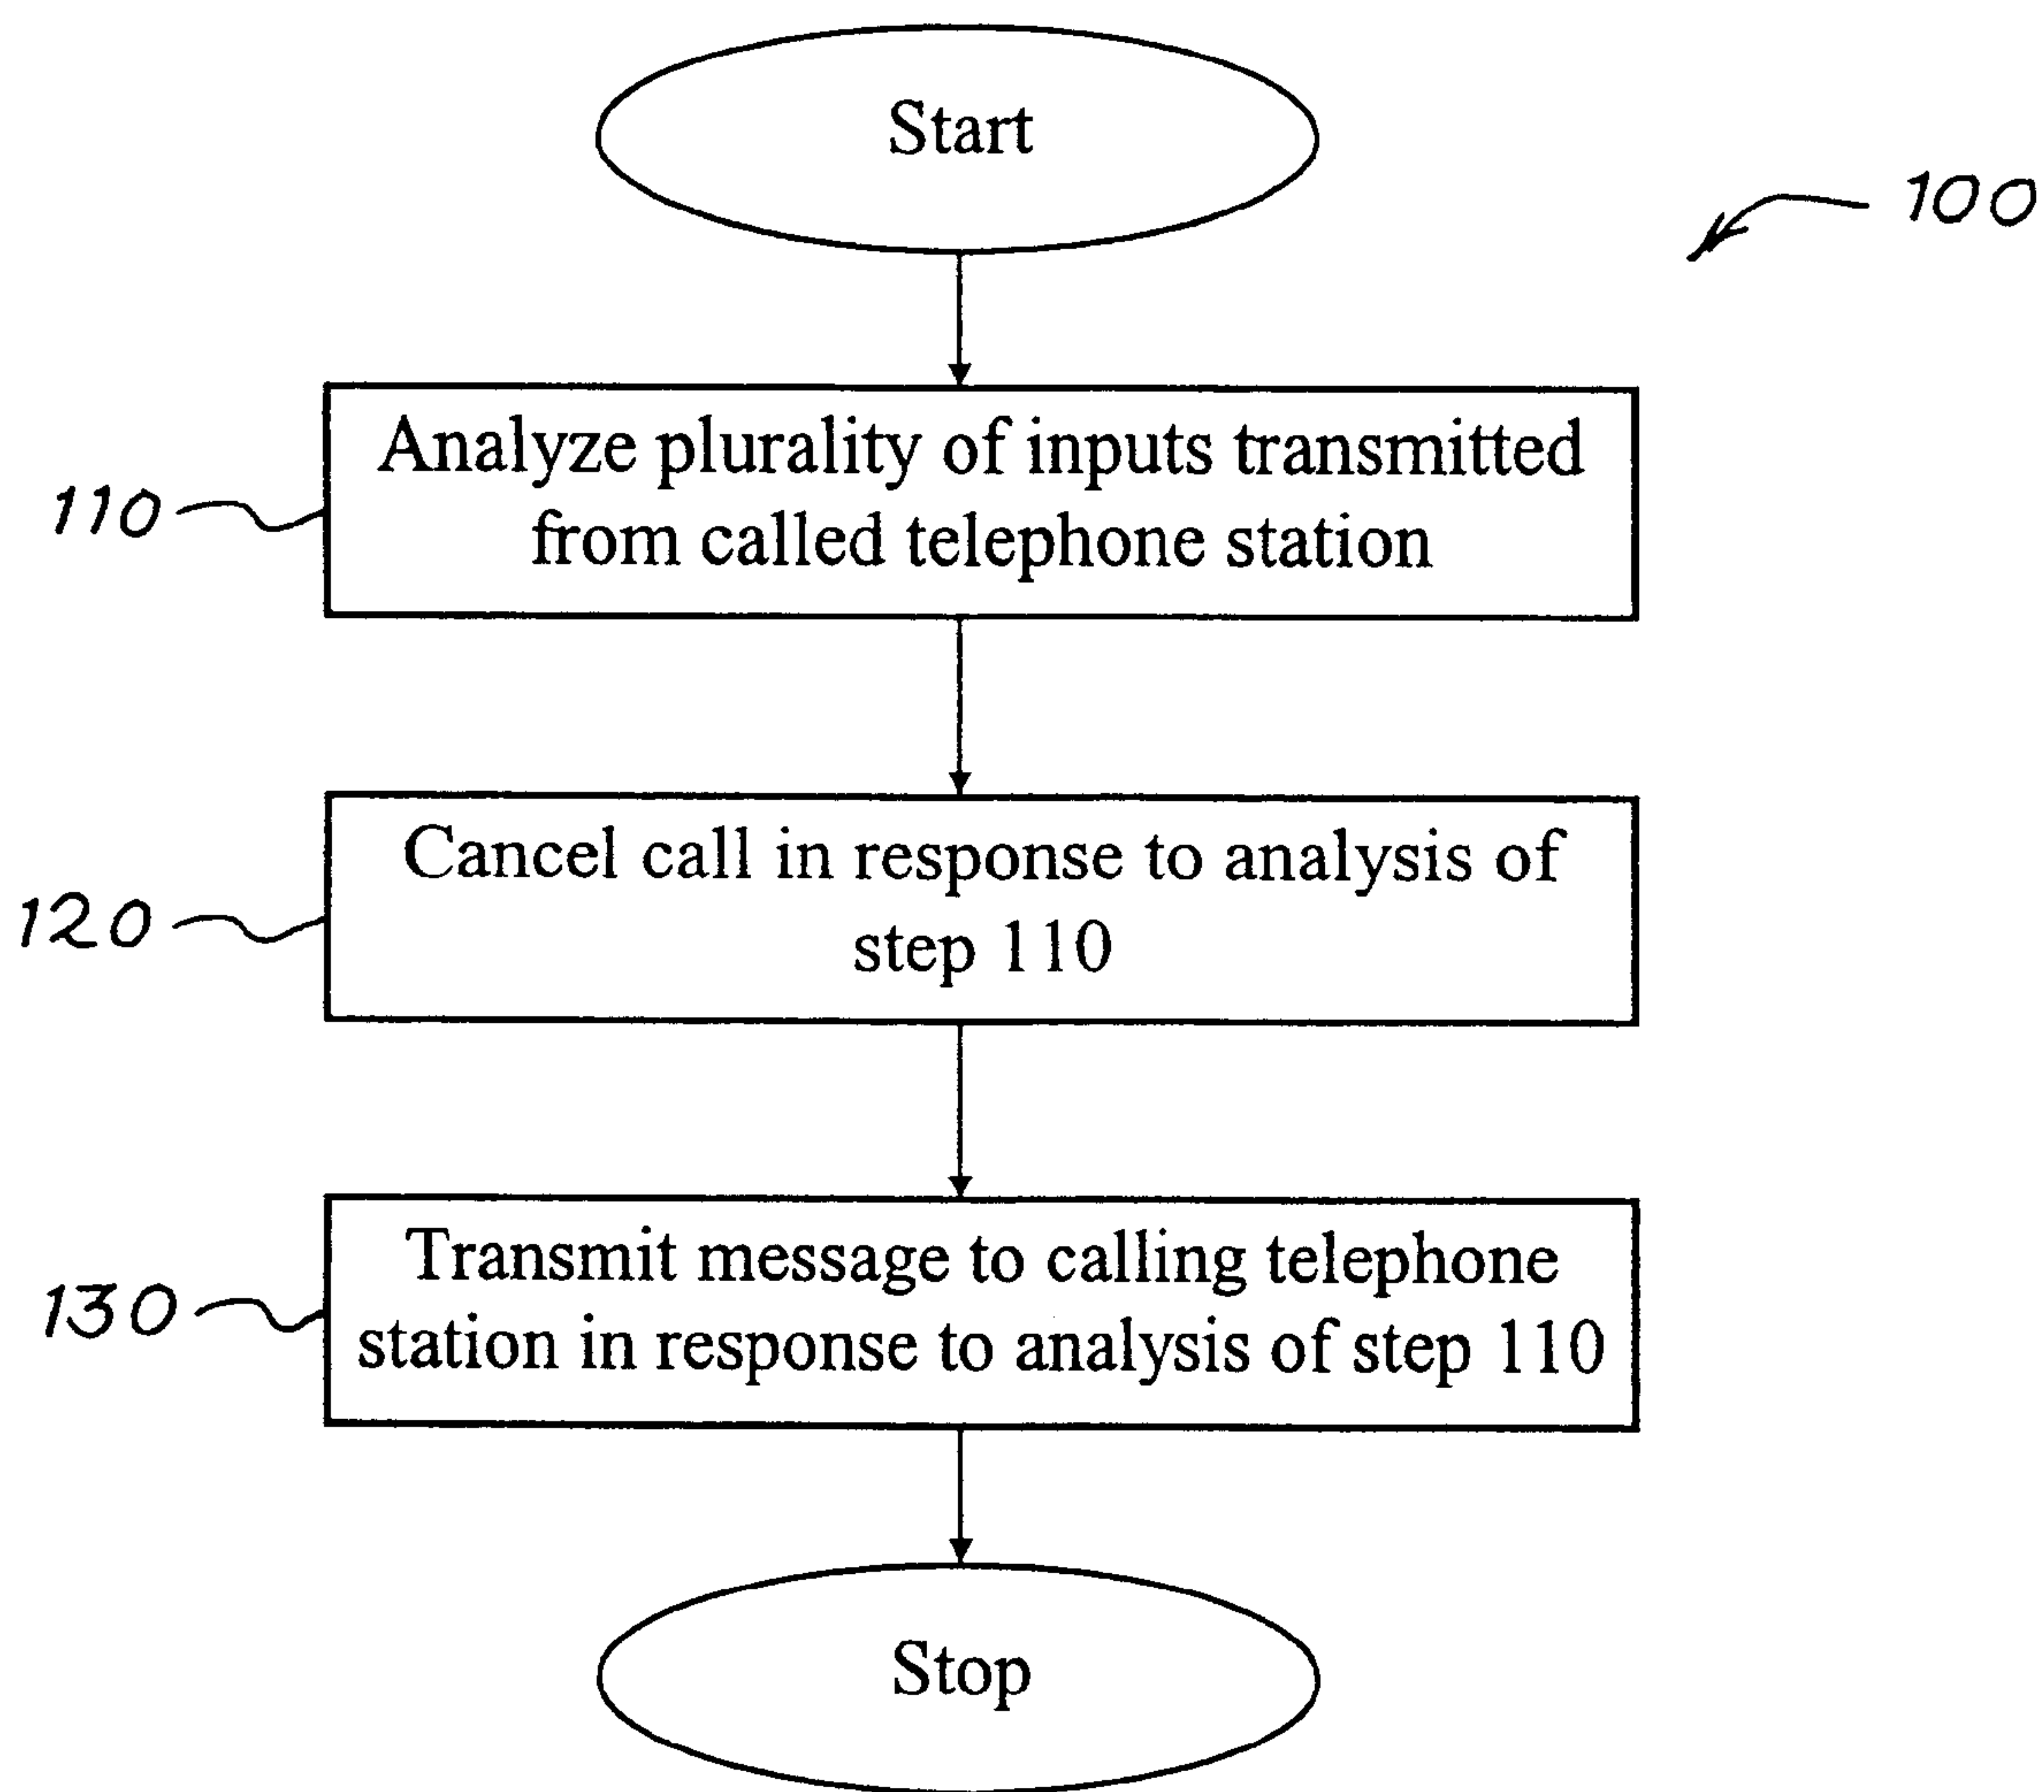 Start
100
Analyze plurality of inputs transmitted
from called telephone station
110
Cancel call in response to analysis of
step 110
120
Transmit message to calling telephone
station in response to analysis of step 110
130
Stop